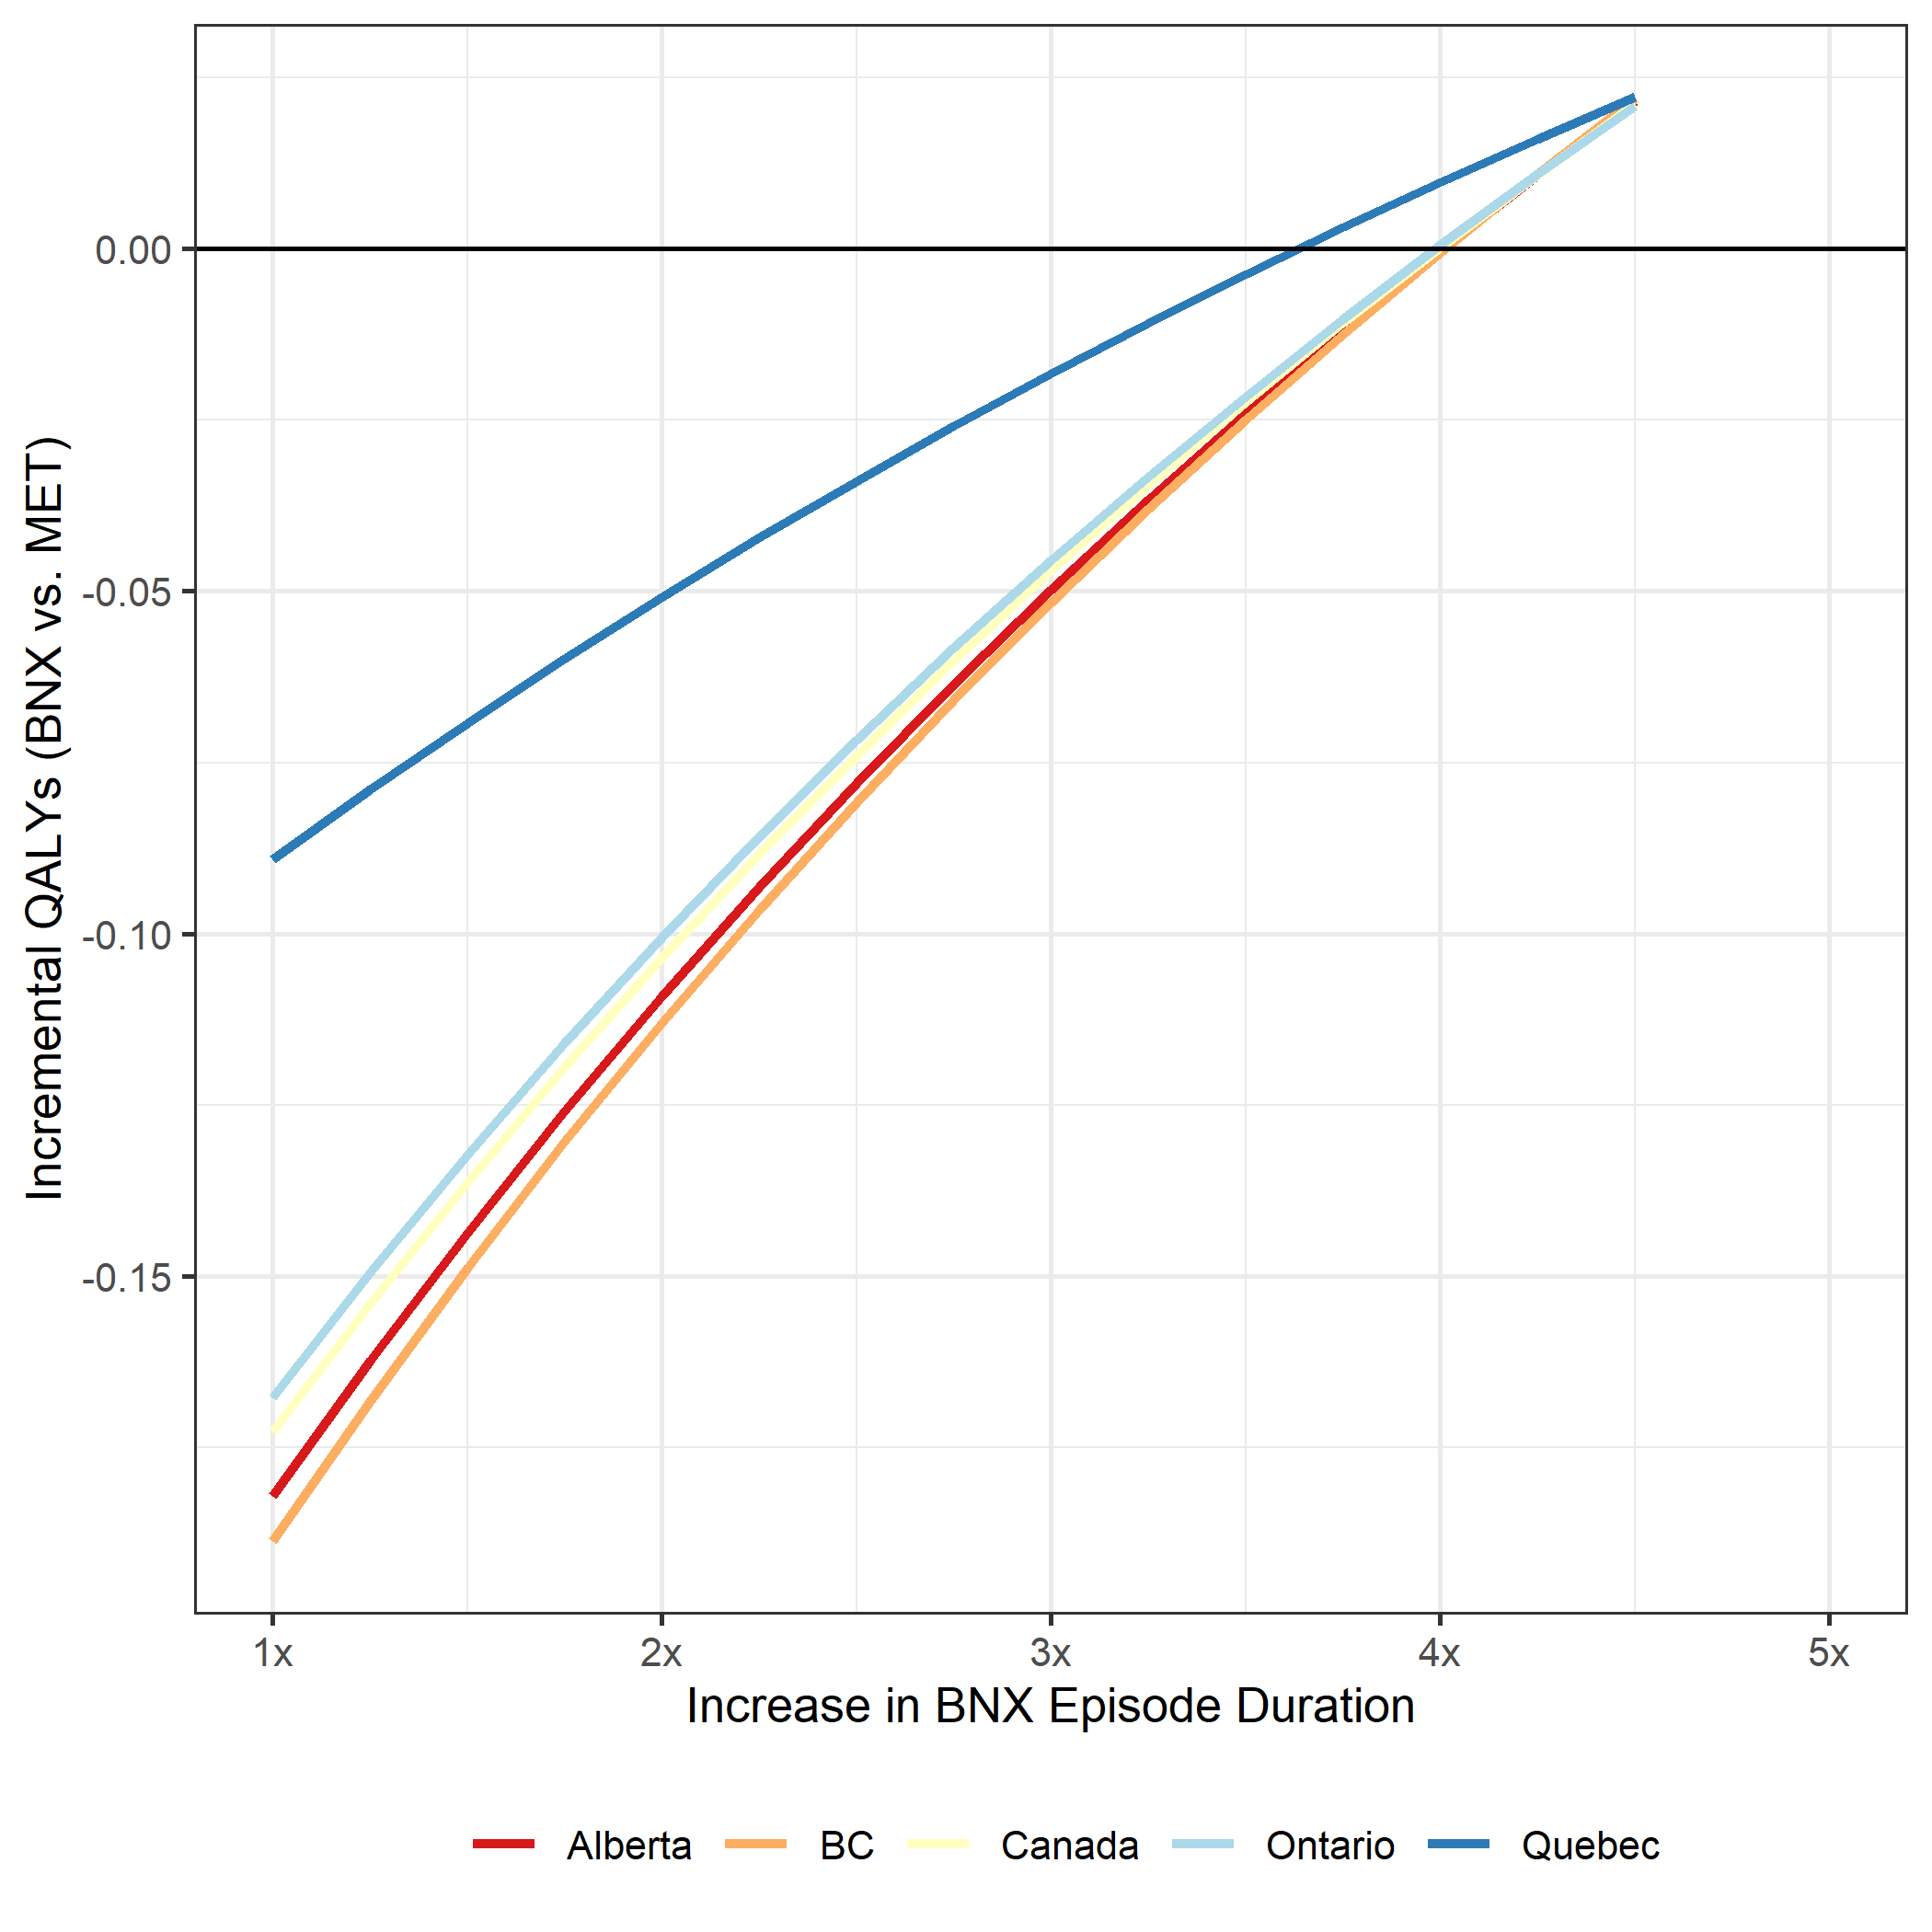 Incremental QALYs (BNX vs. MET)
0.00
-0.05
-0.10
-0.15
1x 2x 3x 4x 5x
Increase in BNX Episode Duration
Alberta BC Canada Ontario Quebec